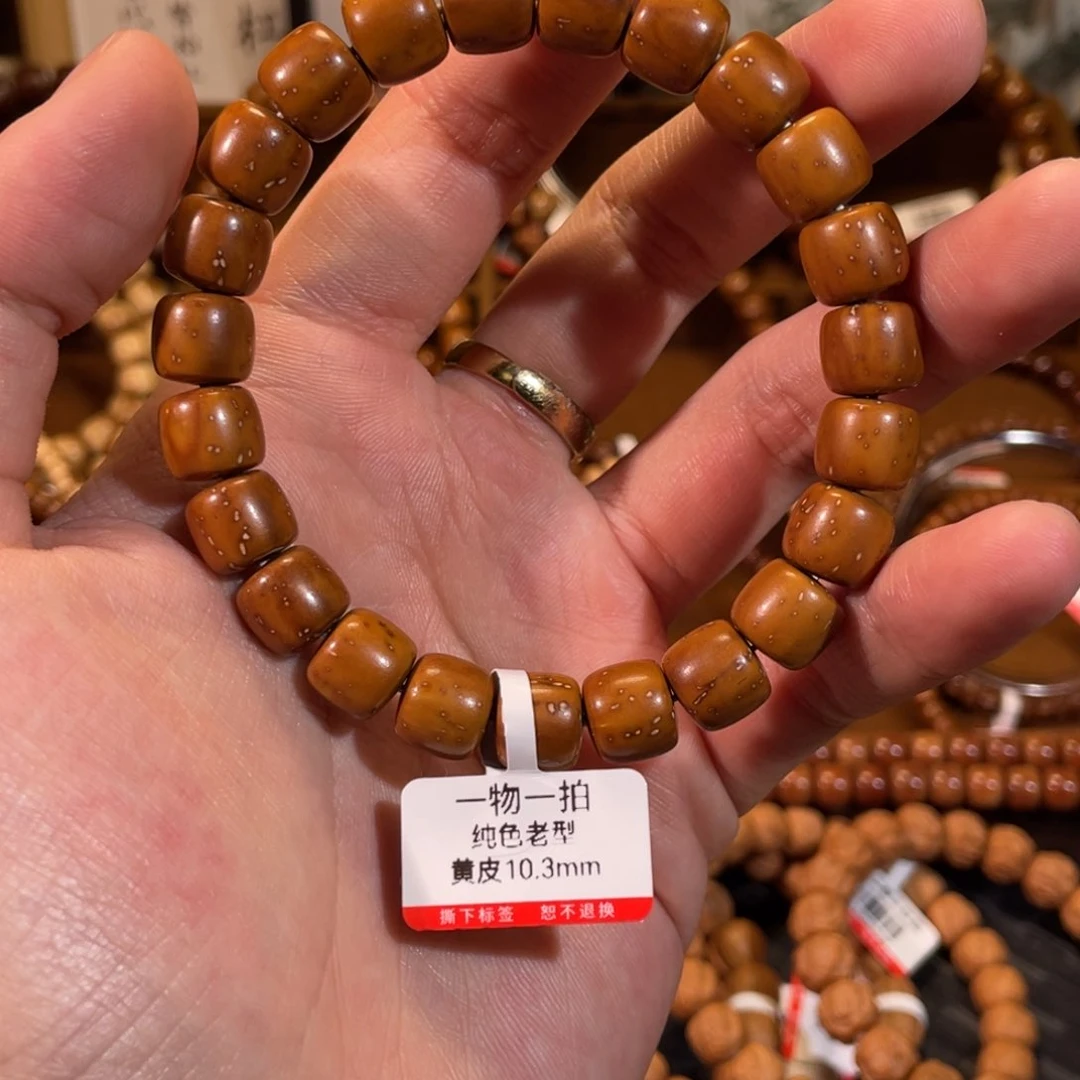 一物一拍
纯色老型
黄皮10.3mm
撕下标签 恕不退换